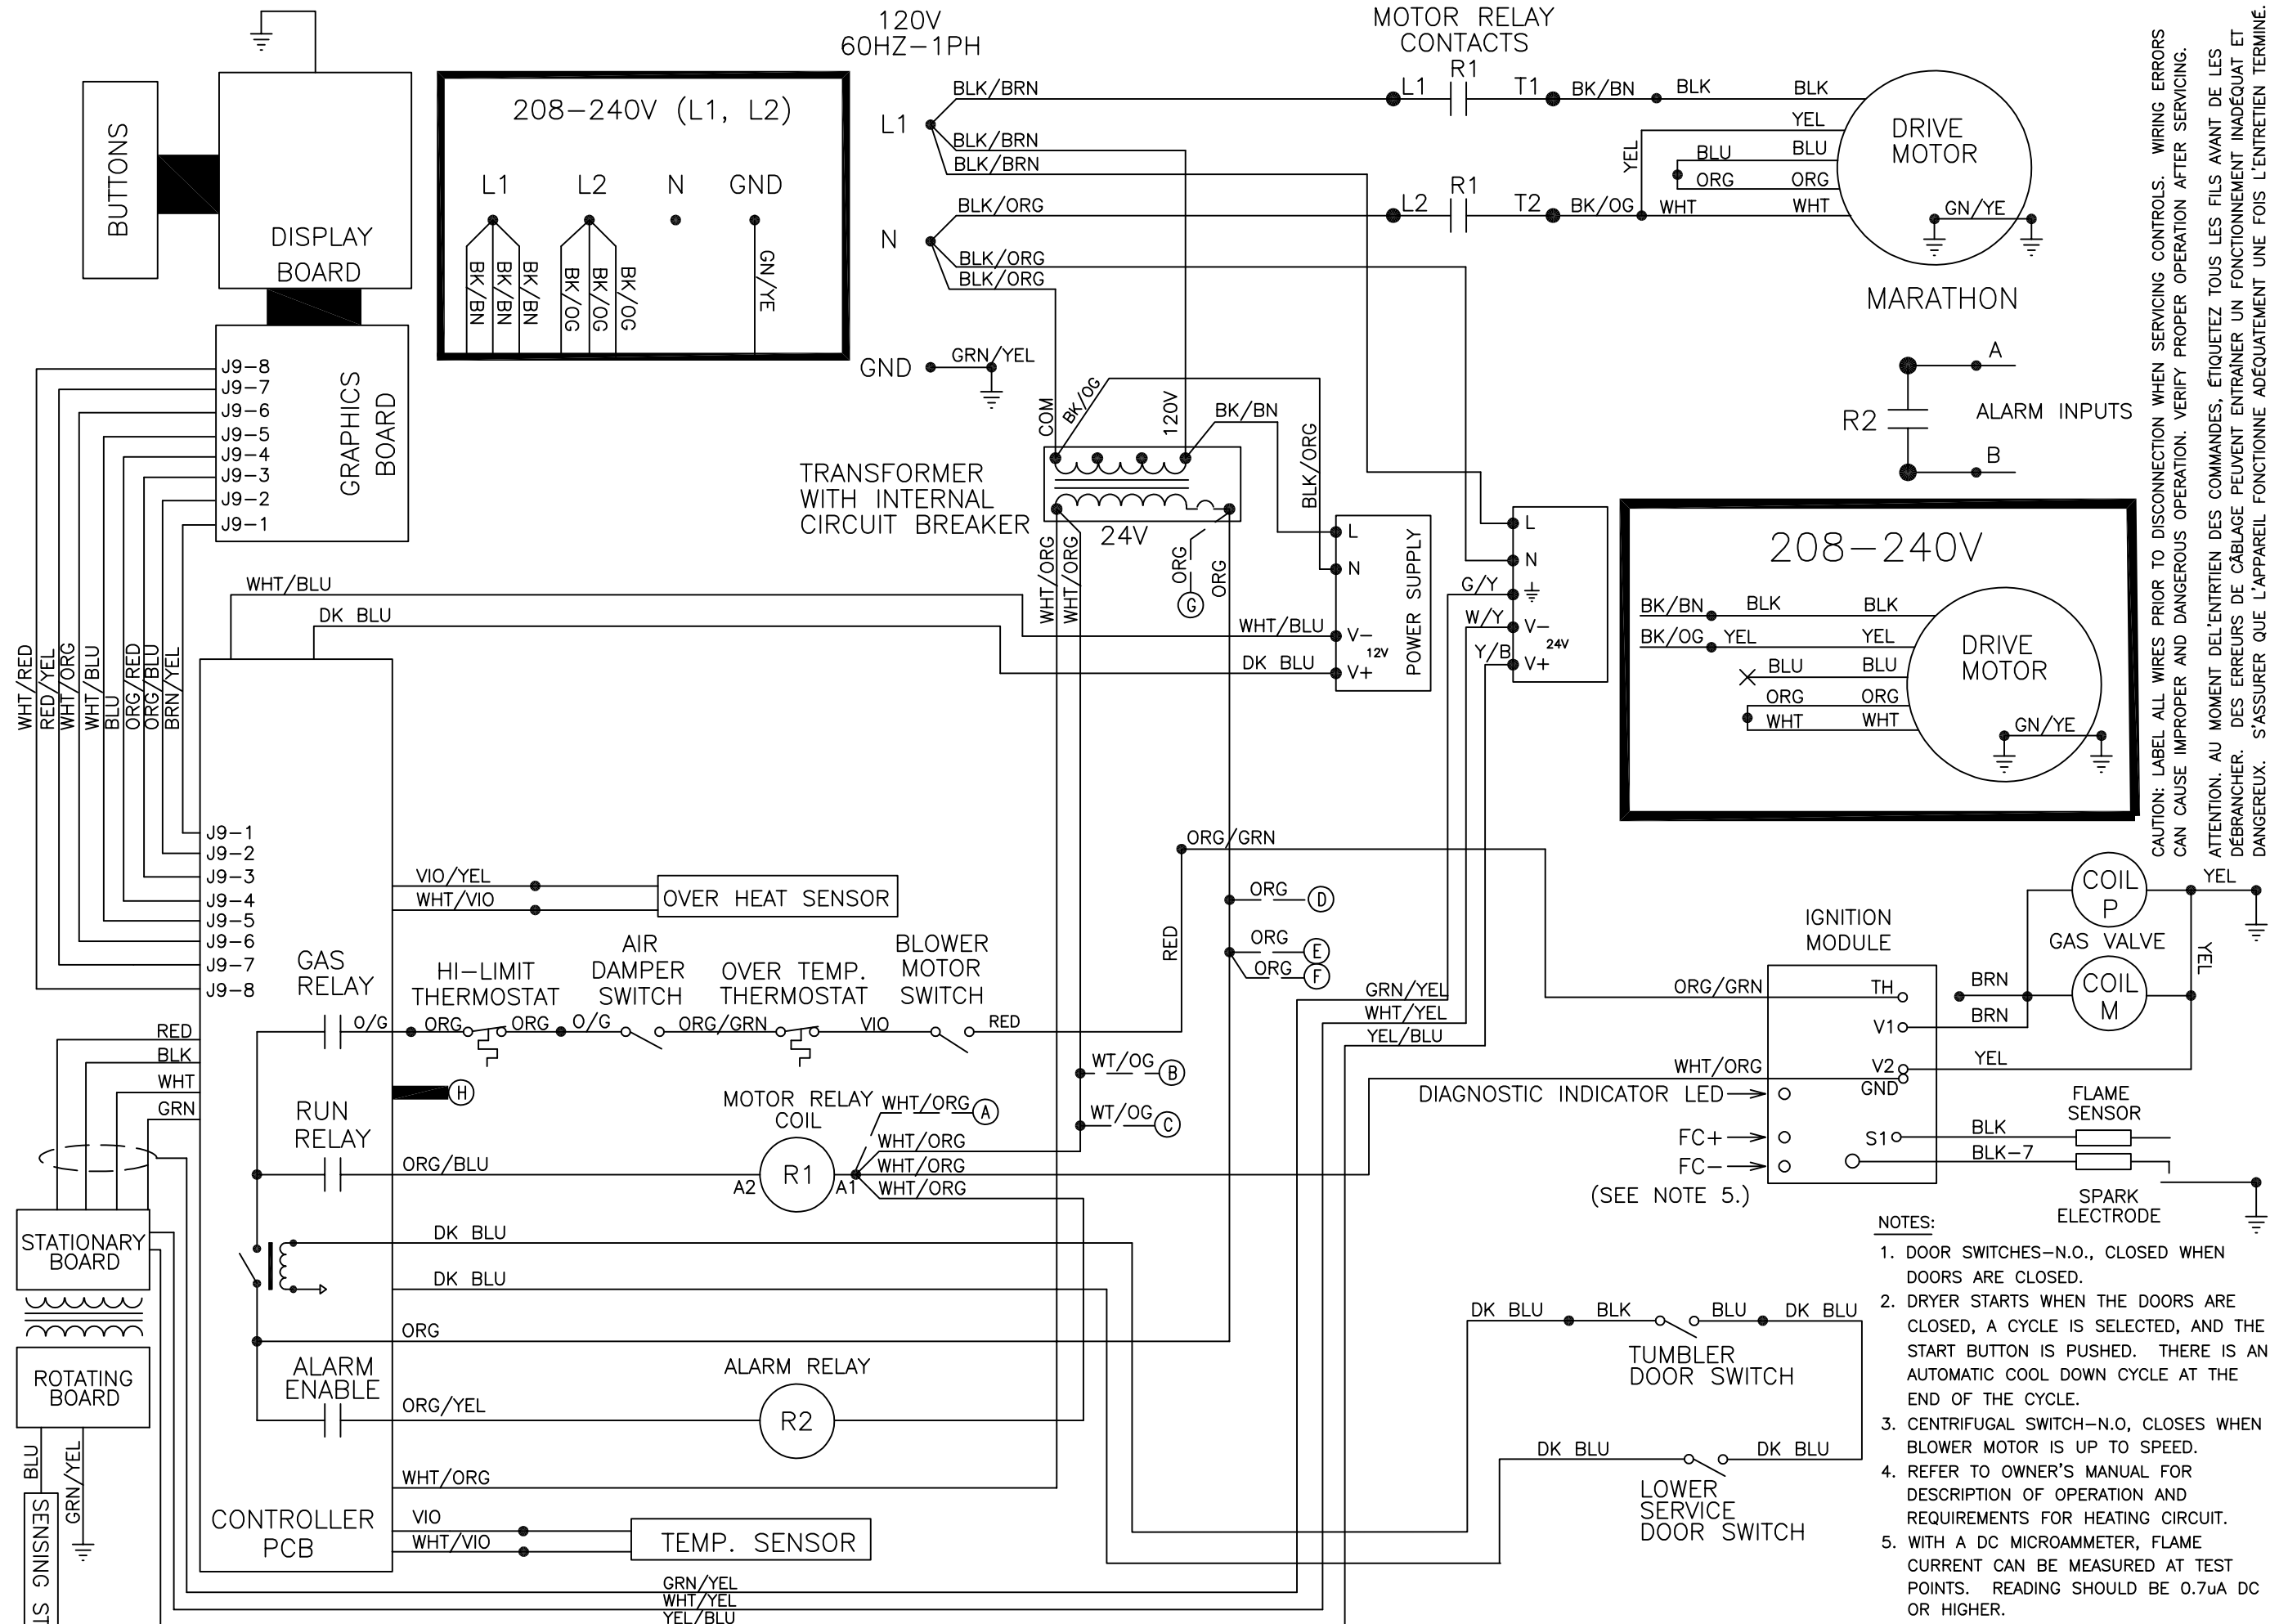 120V
60HZ-1PH
MOTOR RELAY
CONTACTS
BUTTONS
DISPLAY
BOARD
208-240V (L1, L2)
L1 L2 N GND
BK/BN
BK/BN
BK/BN
BK/OG
BK/OG
BK/OG
GN/YE
L1
BLK/BRN
BLK/BRN
BLK/BRN
N
BLK/ORG
BLK/ORG
BLK/ORG
GND GRN/YEL
L1 R1 T1 BK/BN BLK BLK
YEL
YEL
BLU BLU
ORG ORG
L2 R1 T2 BK/OG WHT WHT
DRIVE
MOTOR
GN/YE
MARATHON
A
R2 ALARM INPUTS
B
CAUTION: LABEL ALL WIRES PRIOR TO DISCONNECTION WHEN SERVICING CONTROLS. WIRING ERRORS
CAN CAUSE IMPROPER AND DANGEROUS OPERATION. VERIFY PROPER OPERATION AFTER SERVICING.
ATTENTION. AU MOMENT DEL'ENTRETIEN DES COMMANDES, ÉTIQUETEZ TOUS LES FILS AVANT DE LES
DÉBRANCHER. DES ERREURS DE CÂBLAGE PEUVENT ENTRAÎNER UN FONCTIONNEMENT INADÉQUAT ET
DANGEREUX. S'ASSURER QUE L'APPAREIL FONCTIONNE ADÉQUATEMENT UNE FOIS L'ENTRETIEN TERMINÉ.
J9-8
J9-7
J9-6
J9-5
J9-4
J9-3
J9-2
J9-1
GRAPHICS
BOARD
TRANSFORMER
WITH INTERNAL
CIRCUIT BREAKER
COM
BK/OG
120V
BK/BN
BLK/ORG
24V
WHT/ORG
WHT/ORG
ORG
G
ORG
L
N
V-
12V
V+
POWER SUPPLY
L
N
V-
24V
V+
G/Y
W/Y
Y/B
WHT/BLU
DK BLU
WHT/BLU
DK BLU
208-240V
BK/BN BLK BLK
BK/OG YEL YEL
BLU BLU
ORG ORG
WHT WHT
DRIVE
MOTOR
GN/YE
WHT/RED
RED/YEL
WHT/ORG
WHT/BLU
BLU
ORG/RED
ORG/BLU
BRN/YEL
J9-1
J9-2
J9-3
J9-4
J9-5
J9-6
J9-7
J9-8
VIO/YEL
WHT/VIO
OVER HEAT SENSOR
GAS
RELAY
HI-LIMIT
THERMOSTAT
AIR
DAMPER
SWITCH
OVER TEMP.
THERMOSTAT
BLOWER
MOTOR
SWITCH
O/G ORG ORG O/G ORG/GRN VIO RED
RED
ORG/GRN
ORG D
ORG E
ORG F
GRN/YEL
WHT/YEL
YEL/BLU
IGNITION
MODULE
ORG/GRN TH
V1
WHT/ORG V2
GND
DIAGNOSTIC INDICATOR LED
FC+
FC-
(SEE NOTE 5.)
S1
COIL
P
GAS VALVE
COIL
M
YEL
YEL
BRN
BRN
YEL
FLAME
SENSOR
BLK
BLK-7
SPARK
ELECTRODE
RED
BLK
WHT
GRN
H
RUN
RELAY
MOTOR RELAY
COIL
ORG/BLU
A2 R1 A1
WHT/ORG A
WHT/ORG
WHT/ORG
WHT/ORG
WT/OG B
WT/OG C
STATIONARY
BOARD
ROTATING
BOARD
BLU
GRN/YEL
SENSING ST
DK BLU
DK BLU
ORG
ALARM
ENABLE
ALARM RELAY
ORG/YEL
R2
WHT/ORG
CONTROLLER
PCB
VIO
WHT/VIO
TEMP. SENSOR
GRN/YEL
WHT/YEL
YEL/BLU
DK BLU BLK BLU DK BLU
TUMBLER
DOOR SWITCH
DK BLU DK BLU
LOWER
SERVICE
DOOR SWITCH
NOTES:
1. DOOR SWITCHES-N.O., CLOSED WHEN
DOORS ARE CLOSED.
2. DRYER STARTS WHEN THE DOORS ARE
CLOSED, A CYCLE IS SELECTED, AND THE
START BUTTON IS PUSHED. THERE IS AN
AUTOMATIC COOL DOWN CYCLE AT THE
END OF THE CYCLE.
3. CENTRIFUGAL SWITCH-N.O, CLOSES WHEN
BLOWER MOTOR IS UP TO SPEED.
4. REFER TO OWNER'S MANUAL FOR
DESCRIPTION OF OPERATION AND
REQUIREMENTS FOR HEATING CIRCUIT.
5. WITH A DC MICROAMMETER, FLAME
CURRENT CAN BE MEASURED AT TEST
POINTS. READING SHOULD BE 0.7uA DC
OR HIGHER.